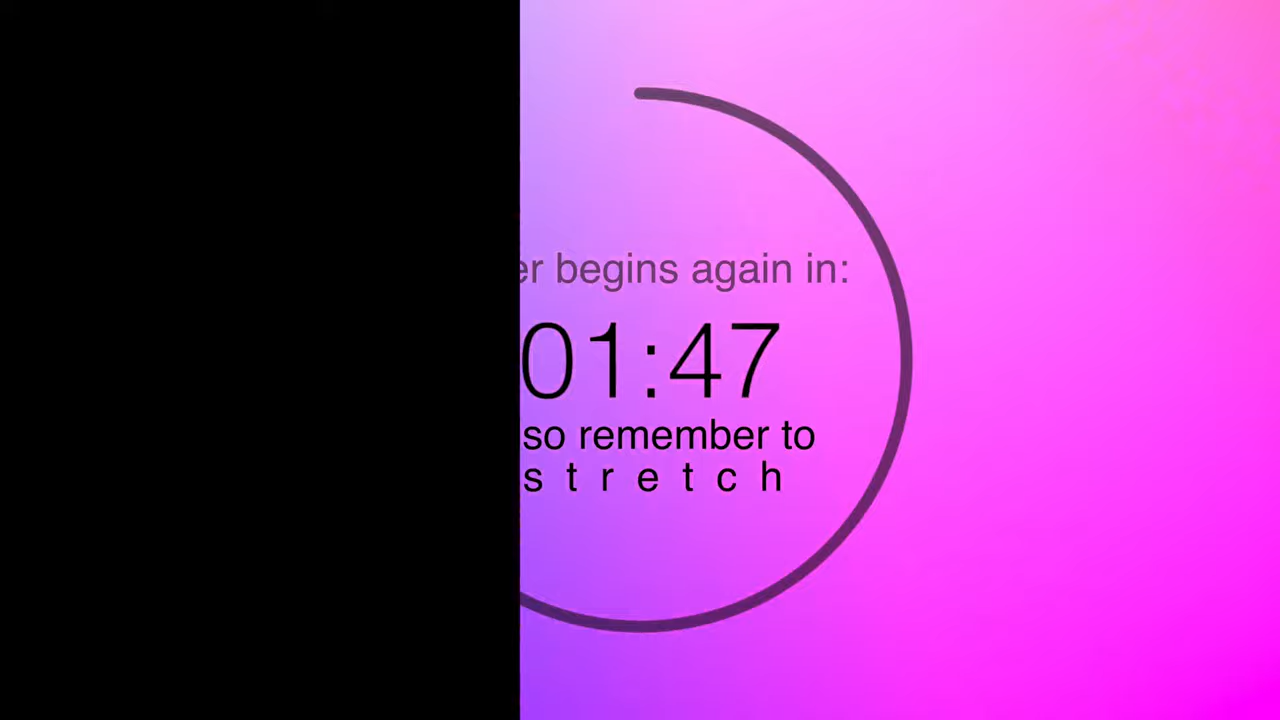 begins again in:
01:47
so remember to
s t r e t c h